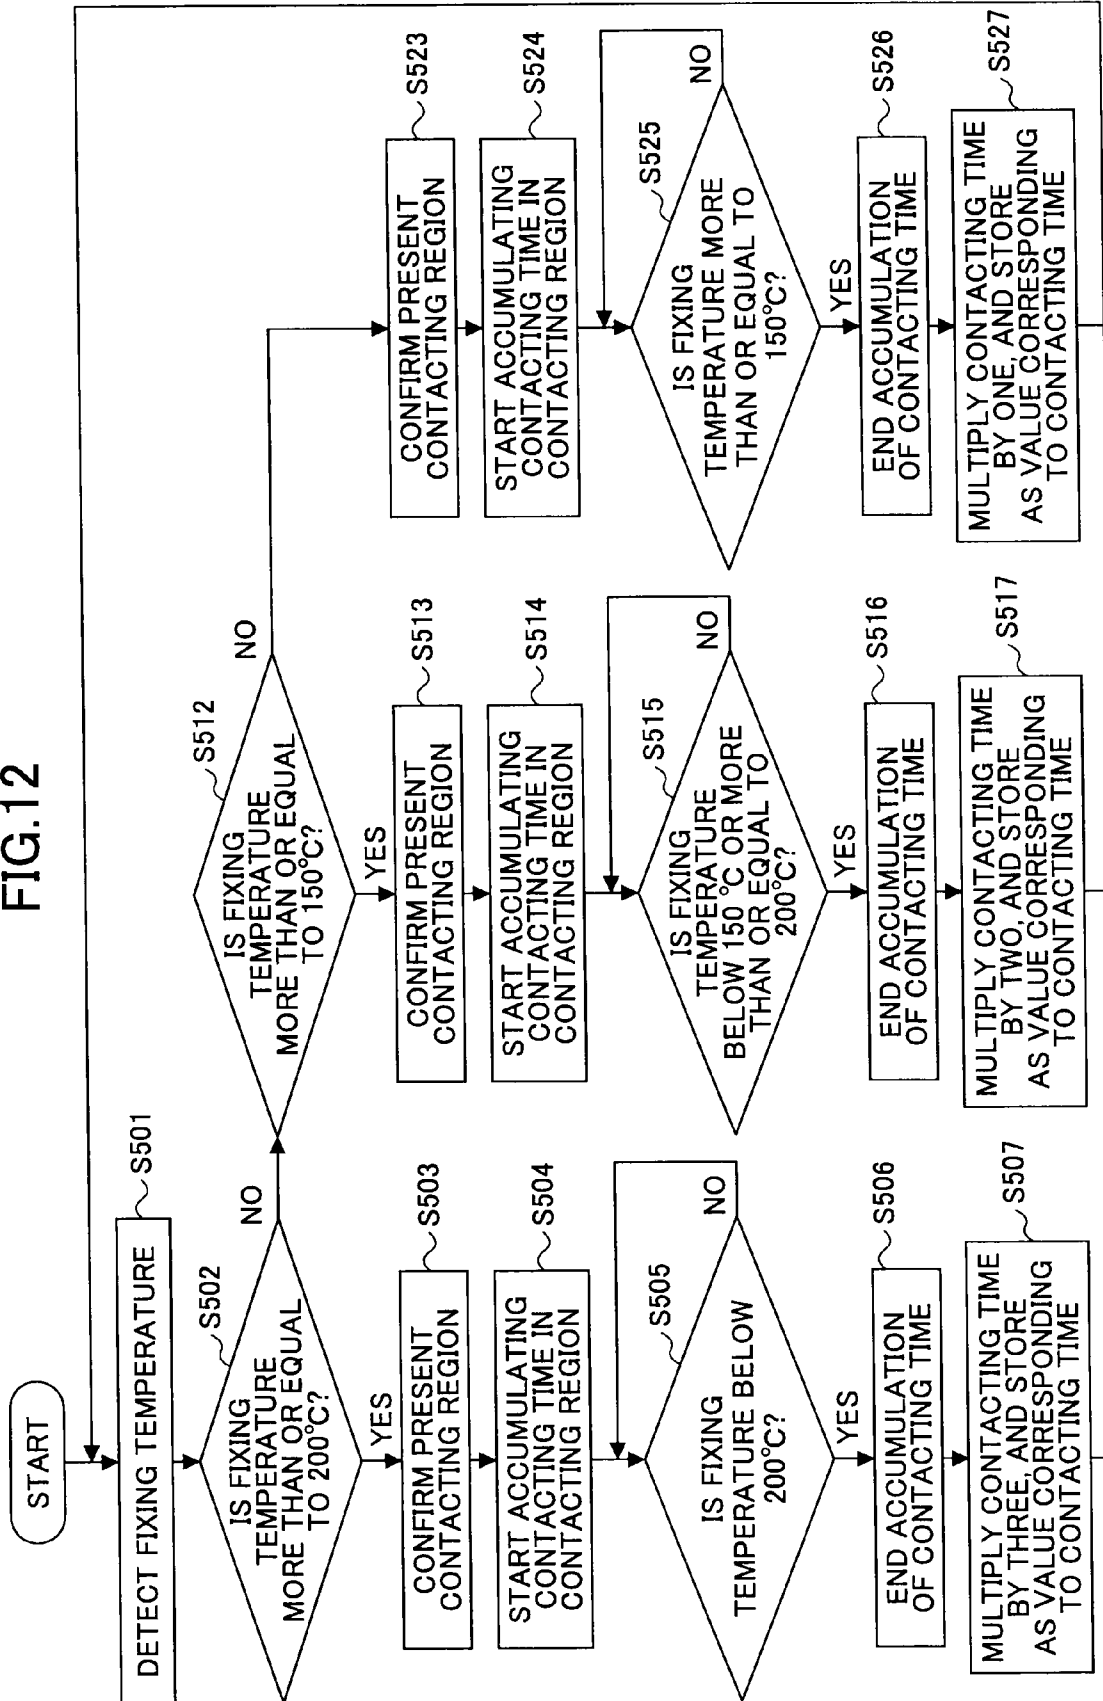 FIG.12
START
DETECT FIXING TEMPERATURE
S501
IS FIXING
TEMPERATURE
MORE THAN OR EQUAL
TO 200°C?
S502
NO
YES
CONFIRM PRESENT
CONTACTING REGION
S503
START ACCUMULATING
CONTACTING TIME IN
CONTACTING REGION
S504
IS FIXING
TEMPERATURE BELOW
200°C?
S505
NO
YES
END ACCUMULATION
OF CONTACTING TIME
S506
MULTIPLY CONTACTING TIME
BY THREE, AND STORE
AS VALUE CORRESPONDING
TO CONTACTING TIME
S507
IS FIXING
TEMPERATURE
MORE THAN OR EQUAL
TO 150°C?
S512
NO
YES
CONFIRM PRESENT
CONTACTING REGION
S513
START ACCUMULATING
CONTACTING TIME IN
CONTACTING REGION
S514
IS FIXING
TEMPERATURE
BELOW 150°C OR MORE
THAN OR EQUAL TO
200°C?
S515
NO
YES
END ACCUMULATION
OF CONTACTING TIME
S516
MULTIPLY CONTACTING TIME
BY TWO, AND STORE
AS VALUE CORRESPONDING
TO CONTACTING TIME
S517
CONFIRM PRESENT
CONTACTING REGION
S523
START ACCUMULATING
CONTACTING TIME IN
CONTACTING REGION
S524
IS FIXING
TEMPERATURE MORE
THAN OR EQUAL TO
150°C?
S525
NO
YES
END ACCUMULATION
OF CONTACTING TIME
S526
MULTIPLY CONTACTING TIME
BY ONE, AND STORE
AS VALUE CORRESPONDING
TO CONTACTING TIME
S527